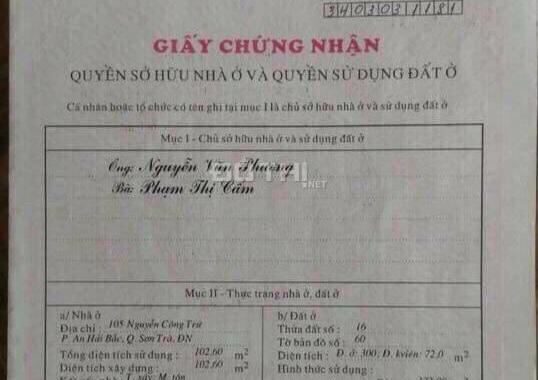 3403031181
GIẤY CHỨNG NHẬN
QUYỀN SỞ HỮU NHÀ Ở VÀ QUYỀN SỬ DỤNG ĐẤT Ở
Cá nhân hoặc tổ chức có tên ghi tại mục I là chủ sở hữu nhà ở và sử dụng đất ở
Mục I - Chủ sở hữu nhà ở và sử dụng đất ở
Ông: Nguyễn Văn Phương
Bà: Phạm Thị Cẩm
Mục II - Thực trạng nhà ở, đất ở
a/ Nhà ở
Địa chỉ : 105 Nguyễn Công Trứ
P An Hải Bắc, Q. Sơn Trà, ĐN
Tổng diện tích sử dụng : 102.60 m2
Diện tích xây dựng : 102.60 m2
b/ Đất ở
Thửa đất số : 16
Tờ bản đồ số : 60
Diện tích : Đ. ở: 300; Đ. kviên: 72.0 m2
Hình thức sử dụng :